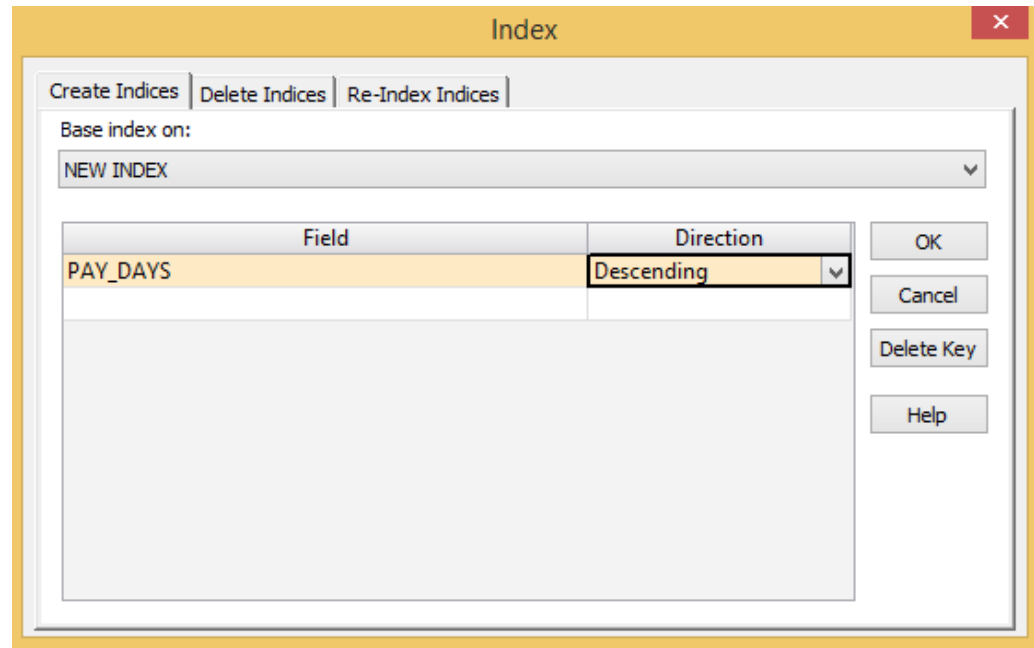 Index
Create Indices Delete Indices Re-Index Indices
Base index on:
NEW INDEX
Field Direction OK
PAY_DAYS Descending
Cancel
Delete Key
Help